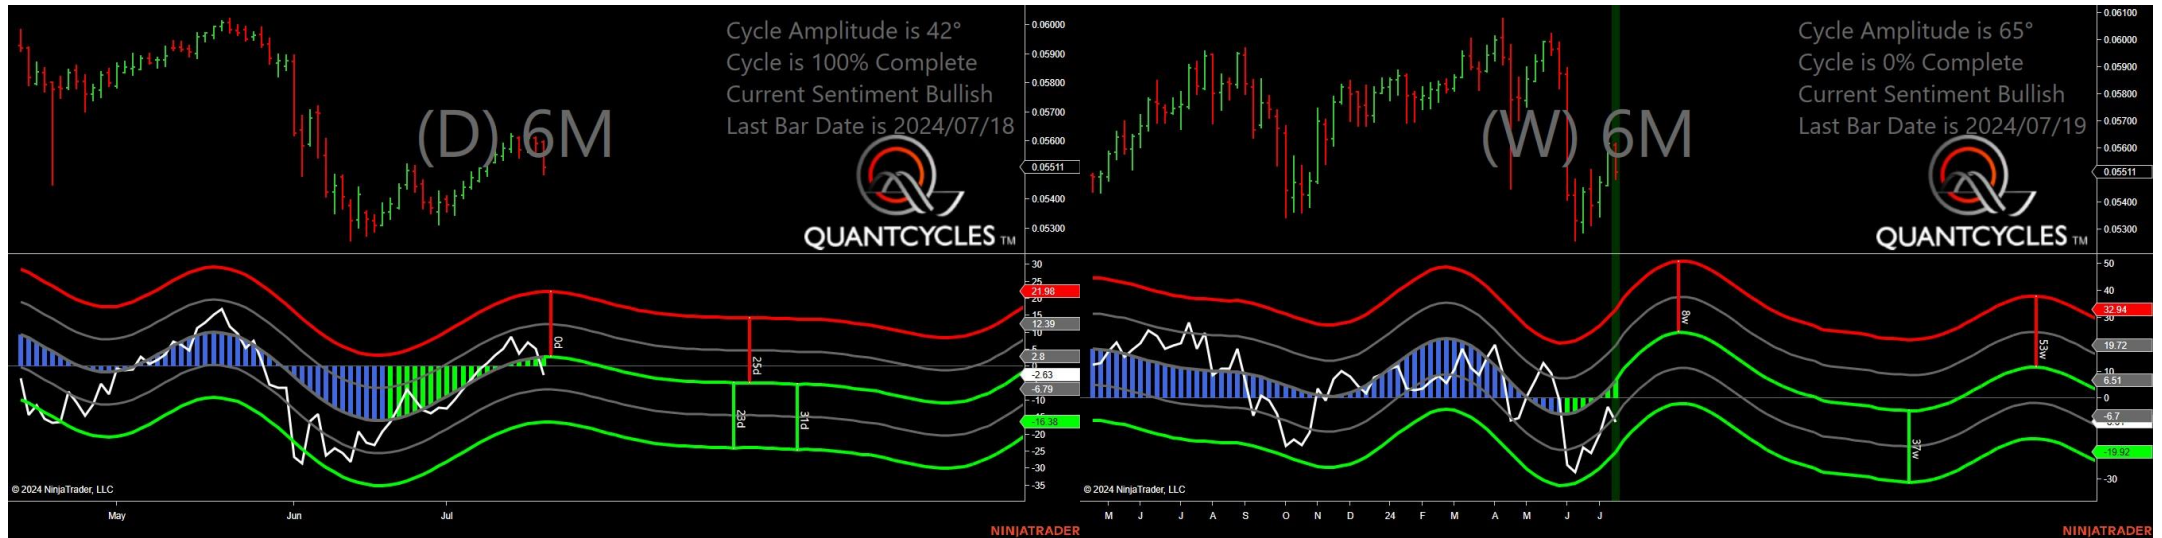 Cycle Amplitude is 42°
Cycle is 100% Complete
Current Sentiment Bullish
Last Bar Date is 2024/07/18
(D) 6M
QUANTCYCLES TM
0.06000
0.05900
0.05800
0.05700
0.05600
0.05511
0.05400
0.05300
30
25
21.98
20
15
12.39
10
5
2.8
-2.63
-6.79
-10
-16.38
-20
-25
-30
-35
0d
25d
23d
31d
© 2024 NinjaTrader, LLC
May
Jun
Jul
NINJATRADER
Cycle Amplitude is 65°
Cycle is 0% Complete
Current Sentiment Bullish
Last Bar Date is 2024/07/19
(W) 6M
QUANTCYCLES TM
0.06100
0.06000
0.05900
0.05800
0.05700
0.05600
0.05511
0.05400
0.05300
50
40
32.94
30
19.72
10
6.51
0
-6.7
-19.92
-30
8w
53w
37w
© 2024 NinjaTrader, LLC
M J J A S O N D 24 F M A M J J
NINJATRADER